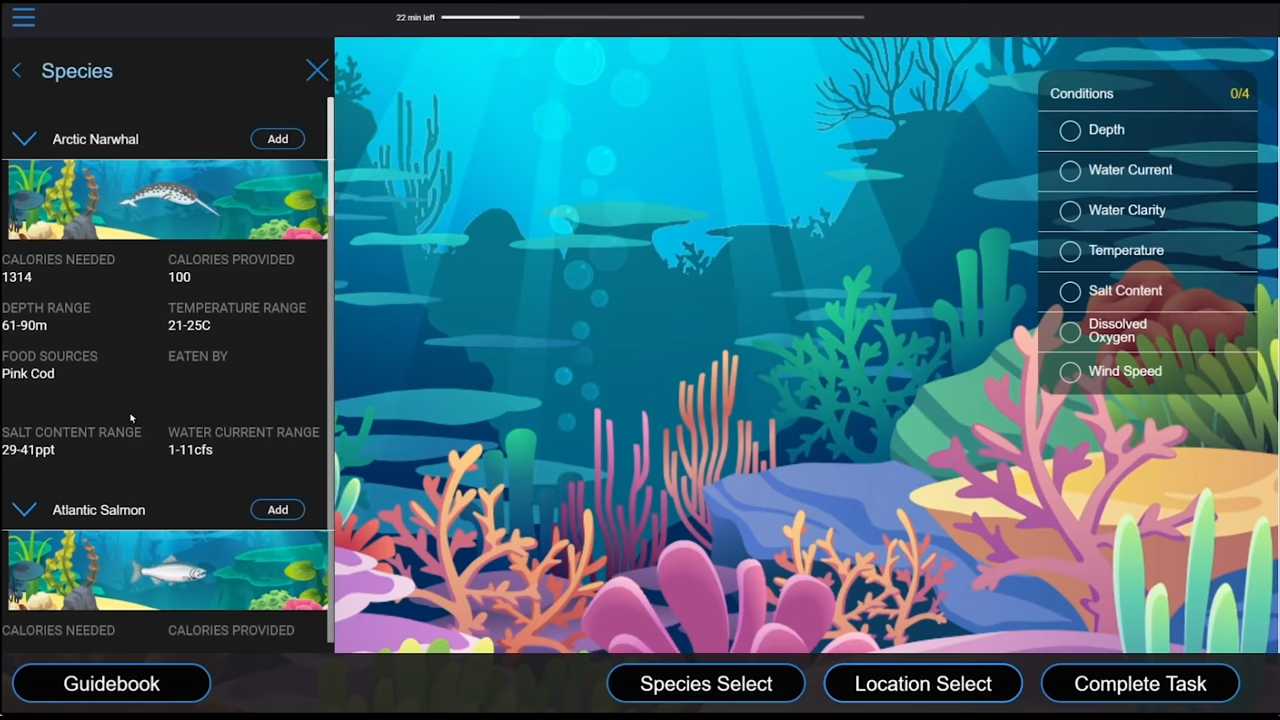 22 min left
Species
Arctic Narwhal
Add
CALORIES NEEDED
CALORIES PROVIDED
1314
100
DEPTH RANGE
TEMPERATURE RANGE
61-90m
21-25C
FOOD SOURCES
EATEN BY
Pink Cod
SALT CONTENT RANGE
WATER CURRENT RANGE
29-41ppt
1-11cfs
Atlantic Salmon
Add
CALORIES NEEDED
CALORIES PROVIDED
Conditions
0/4
Depth
Water Current
Water Clarity
Temperature
Salt Content
Dissolved
Oxygen
Wind Speed
Guidebook
Species Select
Location Select
Complete Task